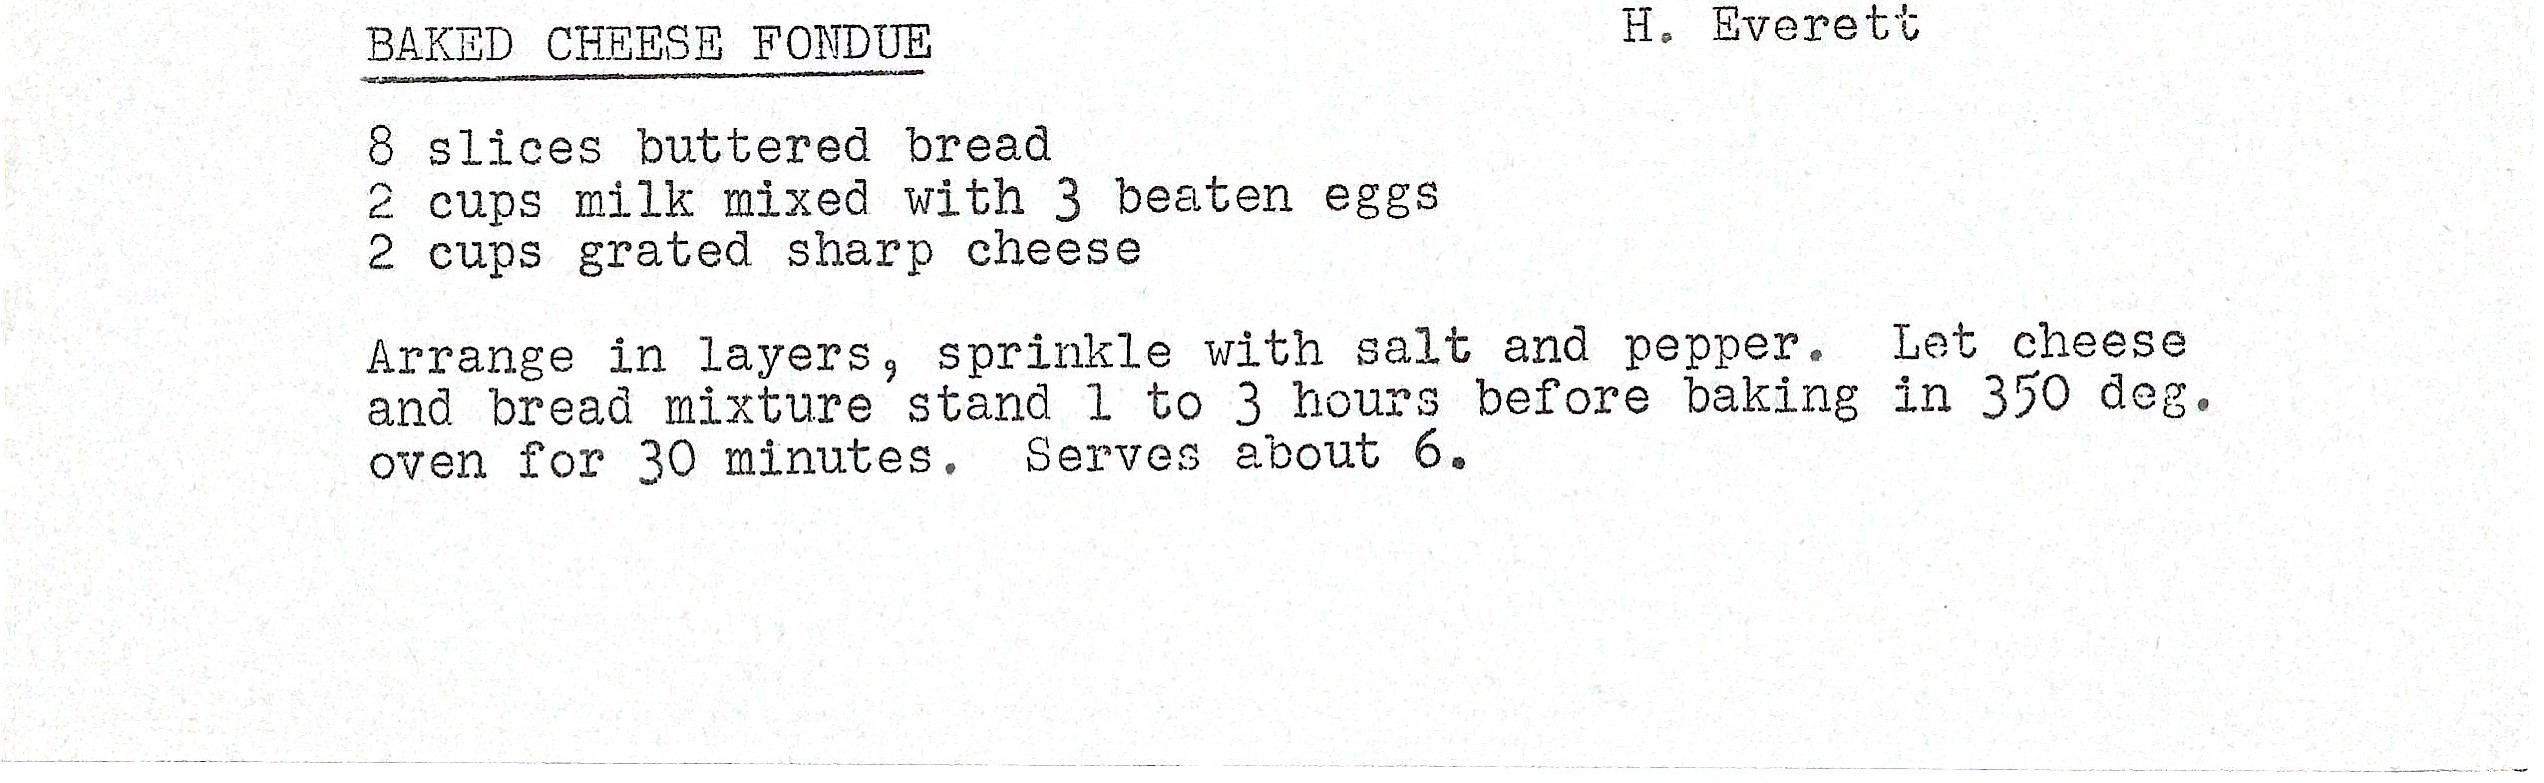 BAKED CHEESE FONDUE
H. Everett
8 slices buttered bread
2 cups milk mixed with 3 beaten eggs
2 cups grated sharp cheese
Arrange in layers, sprinkle with salt and pepper. Let cheese
and bread mixture stand 1 to 3 hours before baking in 350 deg.
oven for 30 minutes. Serves about 6.